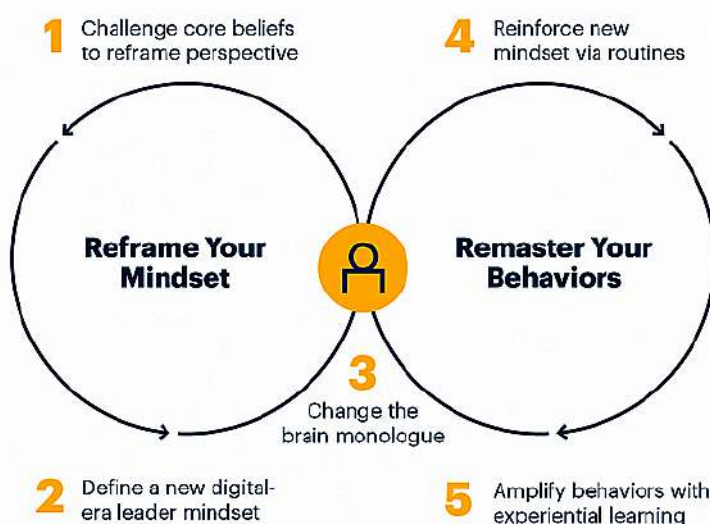 1 Challenge core beliefs
to reframe perspective
4 Reinforce new
mindset via routines
Reframe Your
Mindset
Remaster Your
Behaviors
3
Change the
brain monologue
2 Define a new digital-
era leader mindset
5 Amplify behaviors with
experiential learning